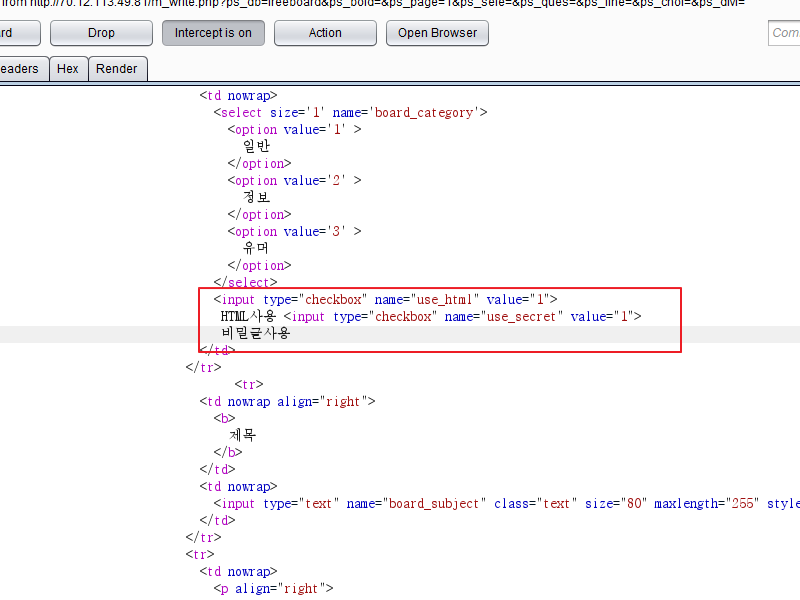 from http://70.12.113.49:81/m_write.php?ps_db=freeboard&ps_boid=&ps_page=1&ps_sele=&ps_ques=&ps_line=&ps_choi=&ps_divi=
rd Drop Intercept is on Action Open Browser Com
eaders Hex Render
<td nowrap>
<select size='1' name='board_category'>
<option value='1' >
일반
</option>
<option value='2' >
정보
</option>
<option value='3' >
유머
</option>
</select>
<input type="checkbox" name="use_html" value="1">
HTML사용 <input type="checkbox" name="use_secret" value="1">
비밀글사용
</td>
</tr>
<tr>
<td nowrap align="right">
<b>
제목
</b>
</td>
<td nowrap>
<input type="text" name="board_subject" class="text" size="80" maxlength="255" style
</td>
</tr>
<tr>
<td nowrap>
<p align="right">